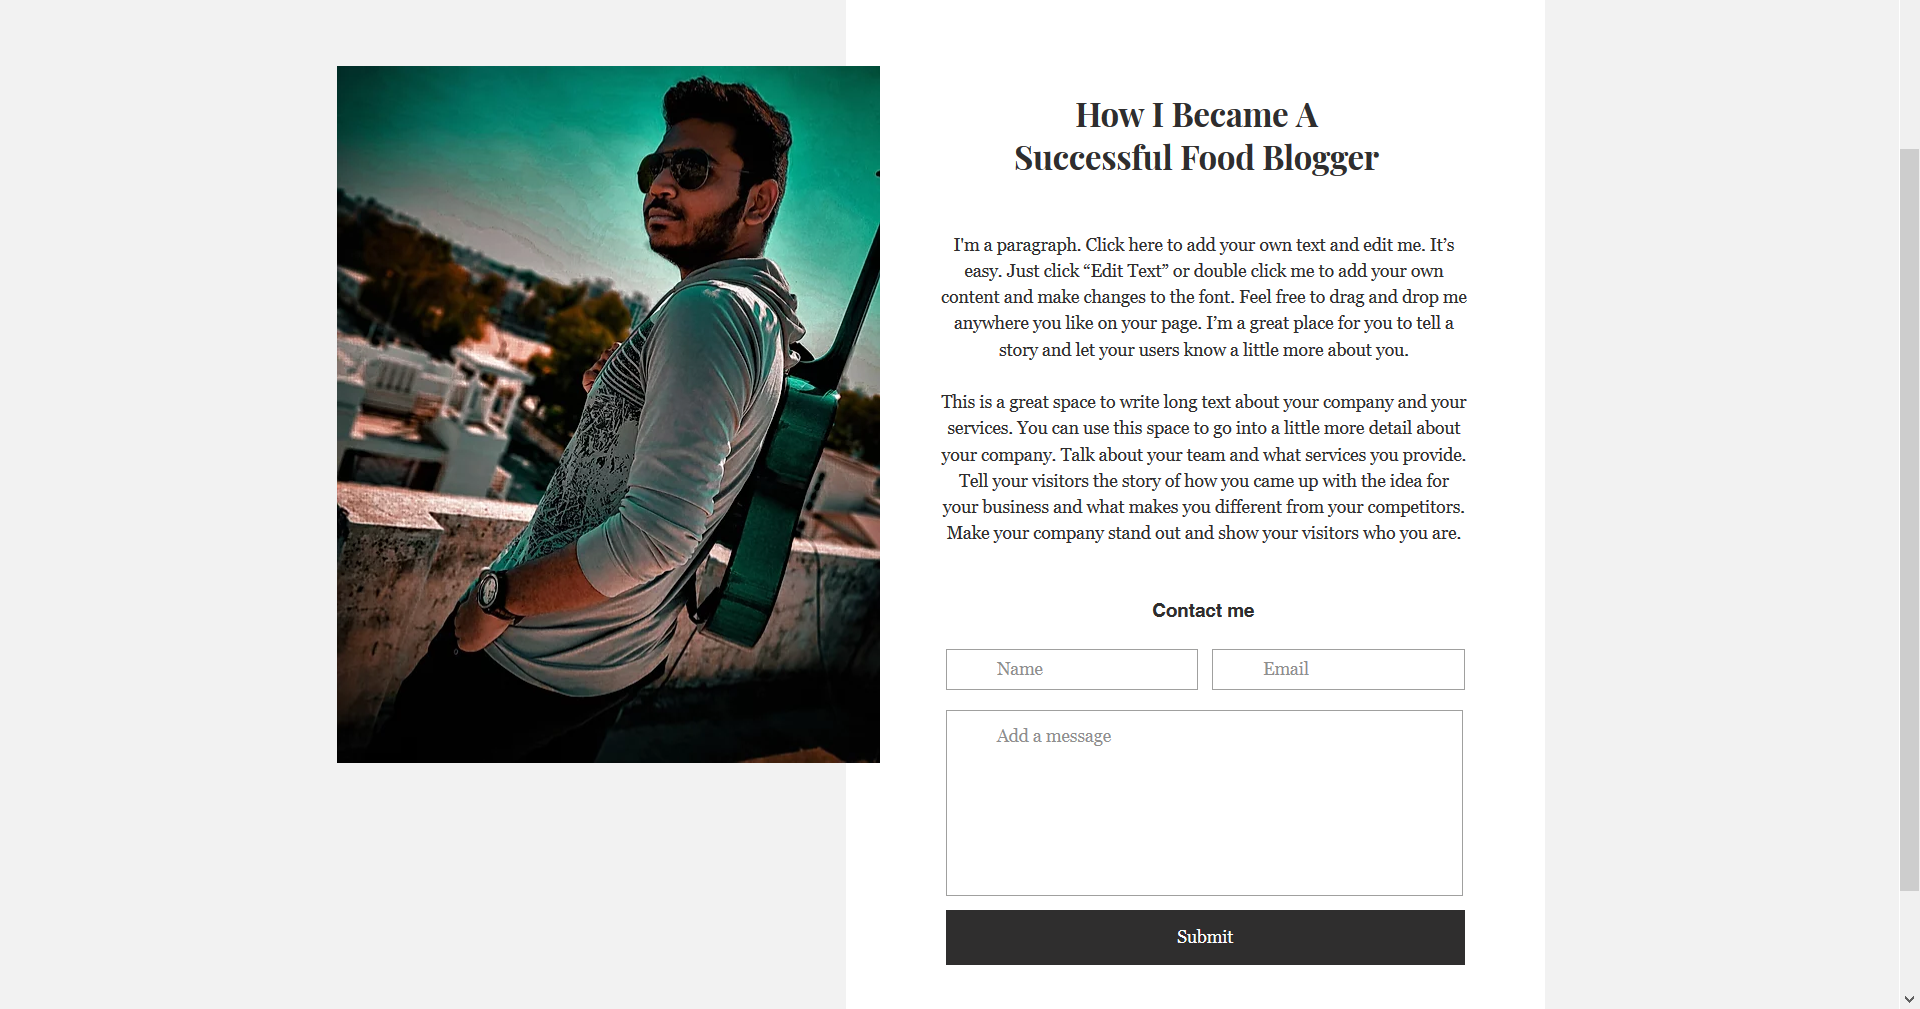 How I Became A
Successful Food Blogger
I'm a paragraph. Click here to add your own text and edit me. It’s
easy. Just click “Edit Text” or double click me to add your own
content and make changes to the font. Feel free to drag and drop me
anywhere you like on your page. I’m a great place for you to tell a
story and let your users know a little more about you.
This is a great space to write long text about your company and your
services. You can use this space to go into a little more detail about
your company. Talk about your team and what services you provide.
Tell your visitors the story of how you came up with the idea for
your business and what makes you different from your competitors.
Make your company stand out and show your visitors who you are.
Contact me
Name Email
Add a message
Submit